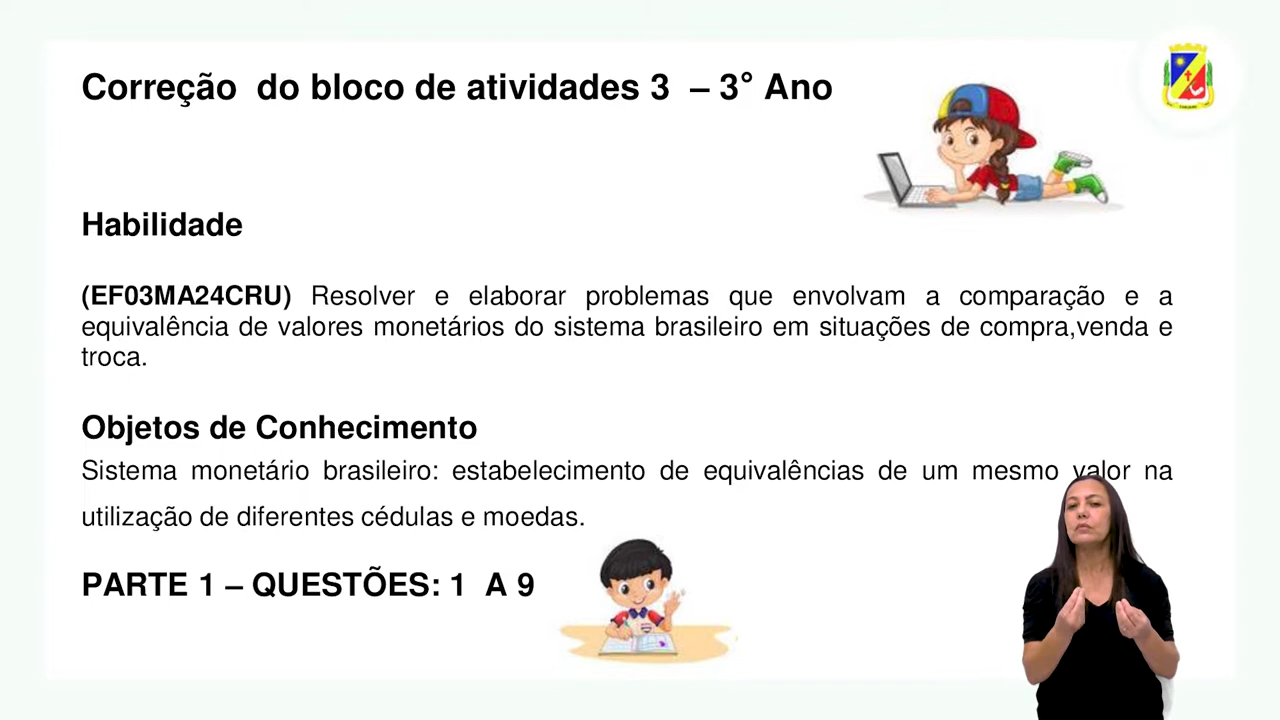 Correção do bloco de atividades 3 – 3° Ano
Habilidade
(EF03MA24CRU) Resolver e elaborar problemas que envolvam a comparação e a
equivalência de valores monetários do sistema brasileiro em situações de compra,venda e
troca.
Objetos de Conhecimento
Sistema monetário brasileiro: estabelecimento de equivalências de um mesmo valor na
utilização de diferentes cédulas e moedas.
PARTE 1 – QUESTÕES: 1 A 9